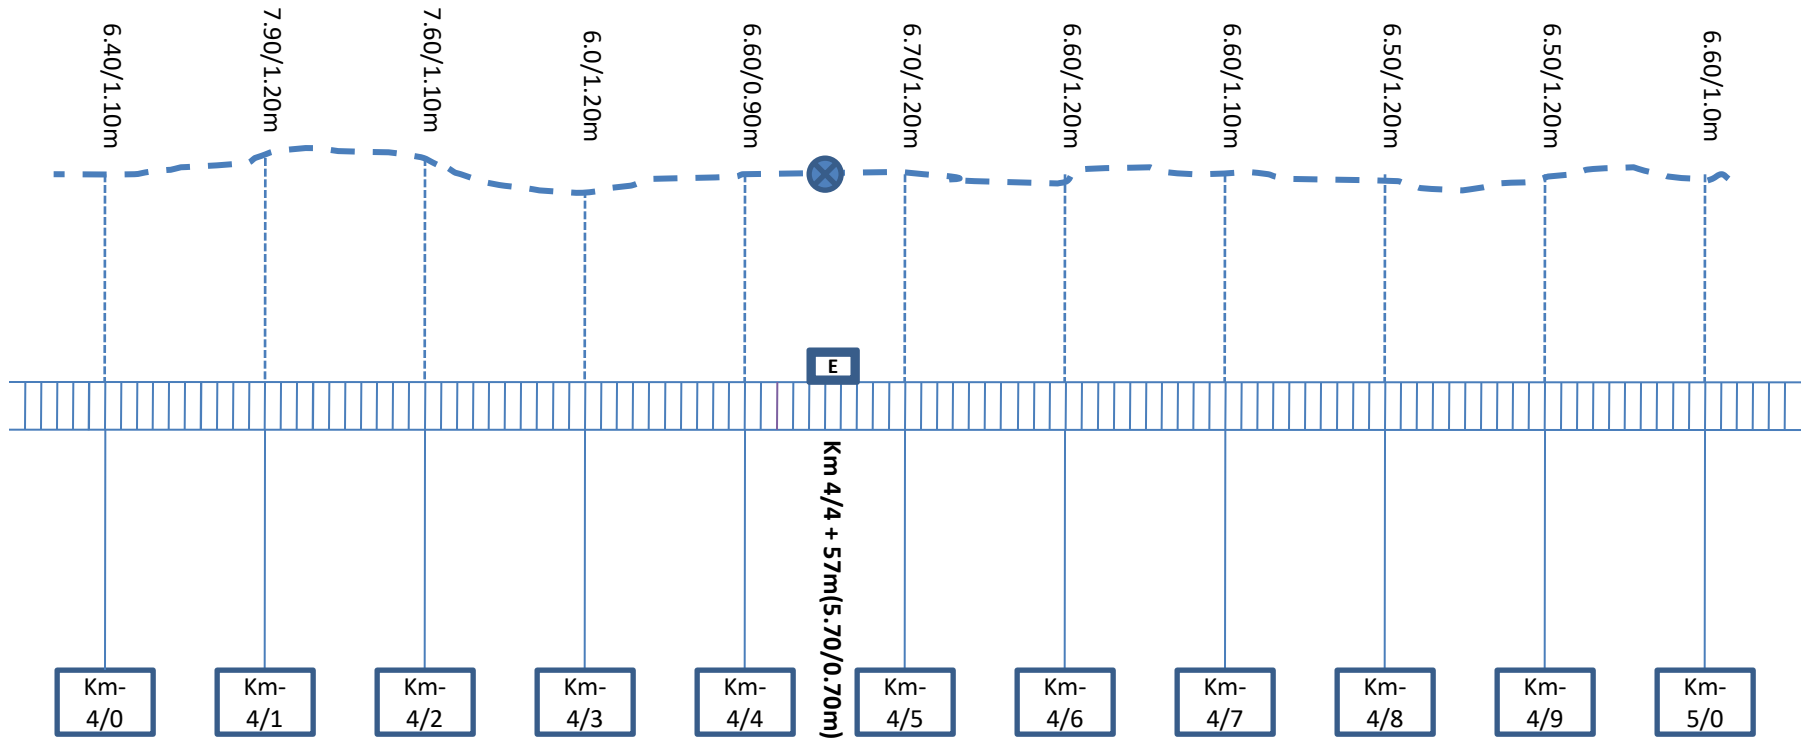 6.40/1.10m
7.90/1.20m
7.60/1.10m
6.0/1.20m
6.60/0.90m
6.70/1.20m
6.60/1.20m
6.60/1.10m
6.50/1.20m
6.50/1.20m
6.60/1.0m
E
Km 4/4 + 57m(5.70/0.70m)
Km-
4/0
Km-
4/1
Km-
4/2
Km-
4/3
Km-
4/4
Km-
4/5
Km-
4/6
Km-
4/7
Km-
4/8
Km-
4/9
Km-
5/0